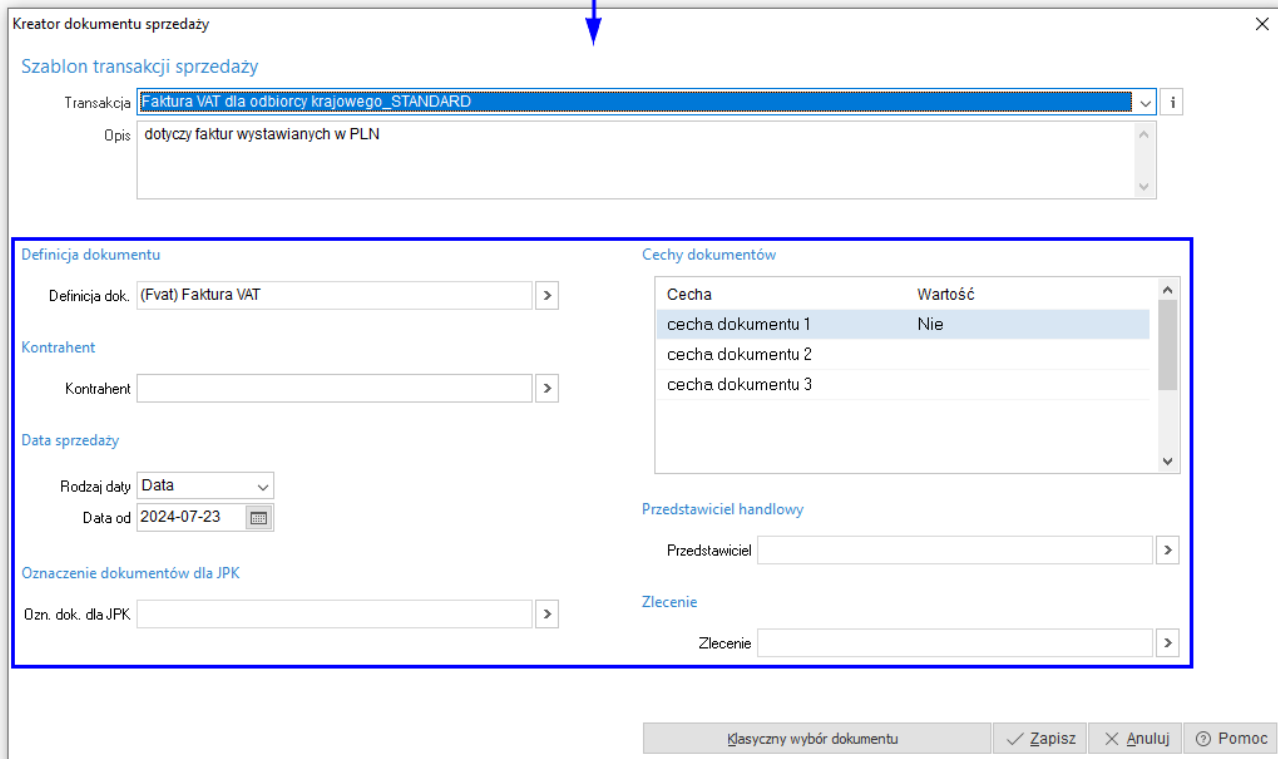 Kreator dokumentu sprzedaży
Szablon transakcji sprzedaży
Transakcja Faktura VAT dla odbiorcy krajowego_STANDARD i
Opis dotyczy faktur wystawianych w PLN
Definicja dokumentu
Definicja dok. (Fvat) Faktura VAT
Kontrahent
Kontrahent
Data sprzedaży
Rodzaj daty Data
Data od 2024-07-23
Oznaczenie dokumentów dla JPK
Ozn. dok. dla JPK
Cechy dokumentów
Cecha Wartość
cecha dokumentu 1 Nie
cecha dokumentu 2
cecha dokumentu 3
Przedstawiciel handlowy
Przedstawiciel
Zlecenie
Zlecenie
Klasyczny wybór dokumentu Zapisz Anuluj ? Pomoc